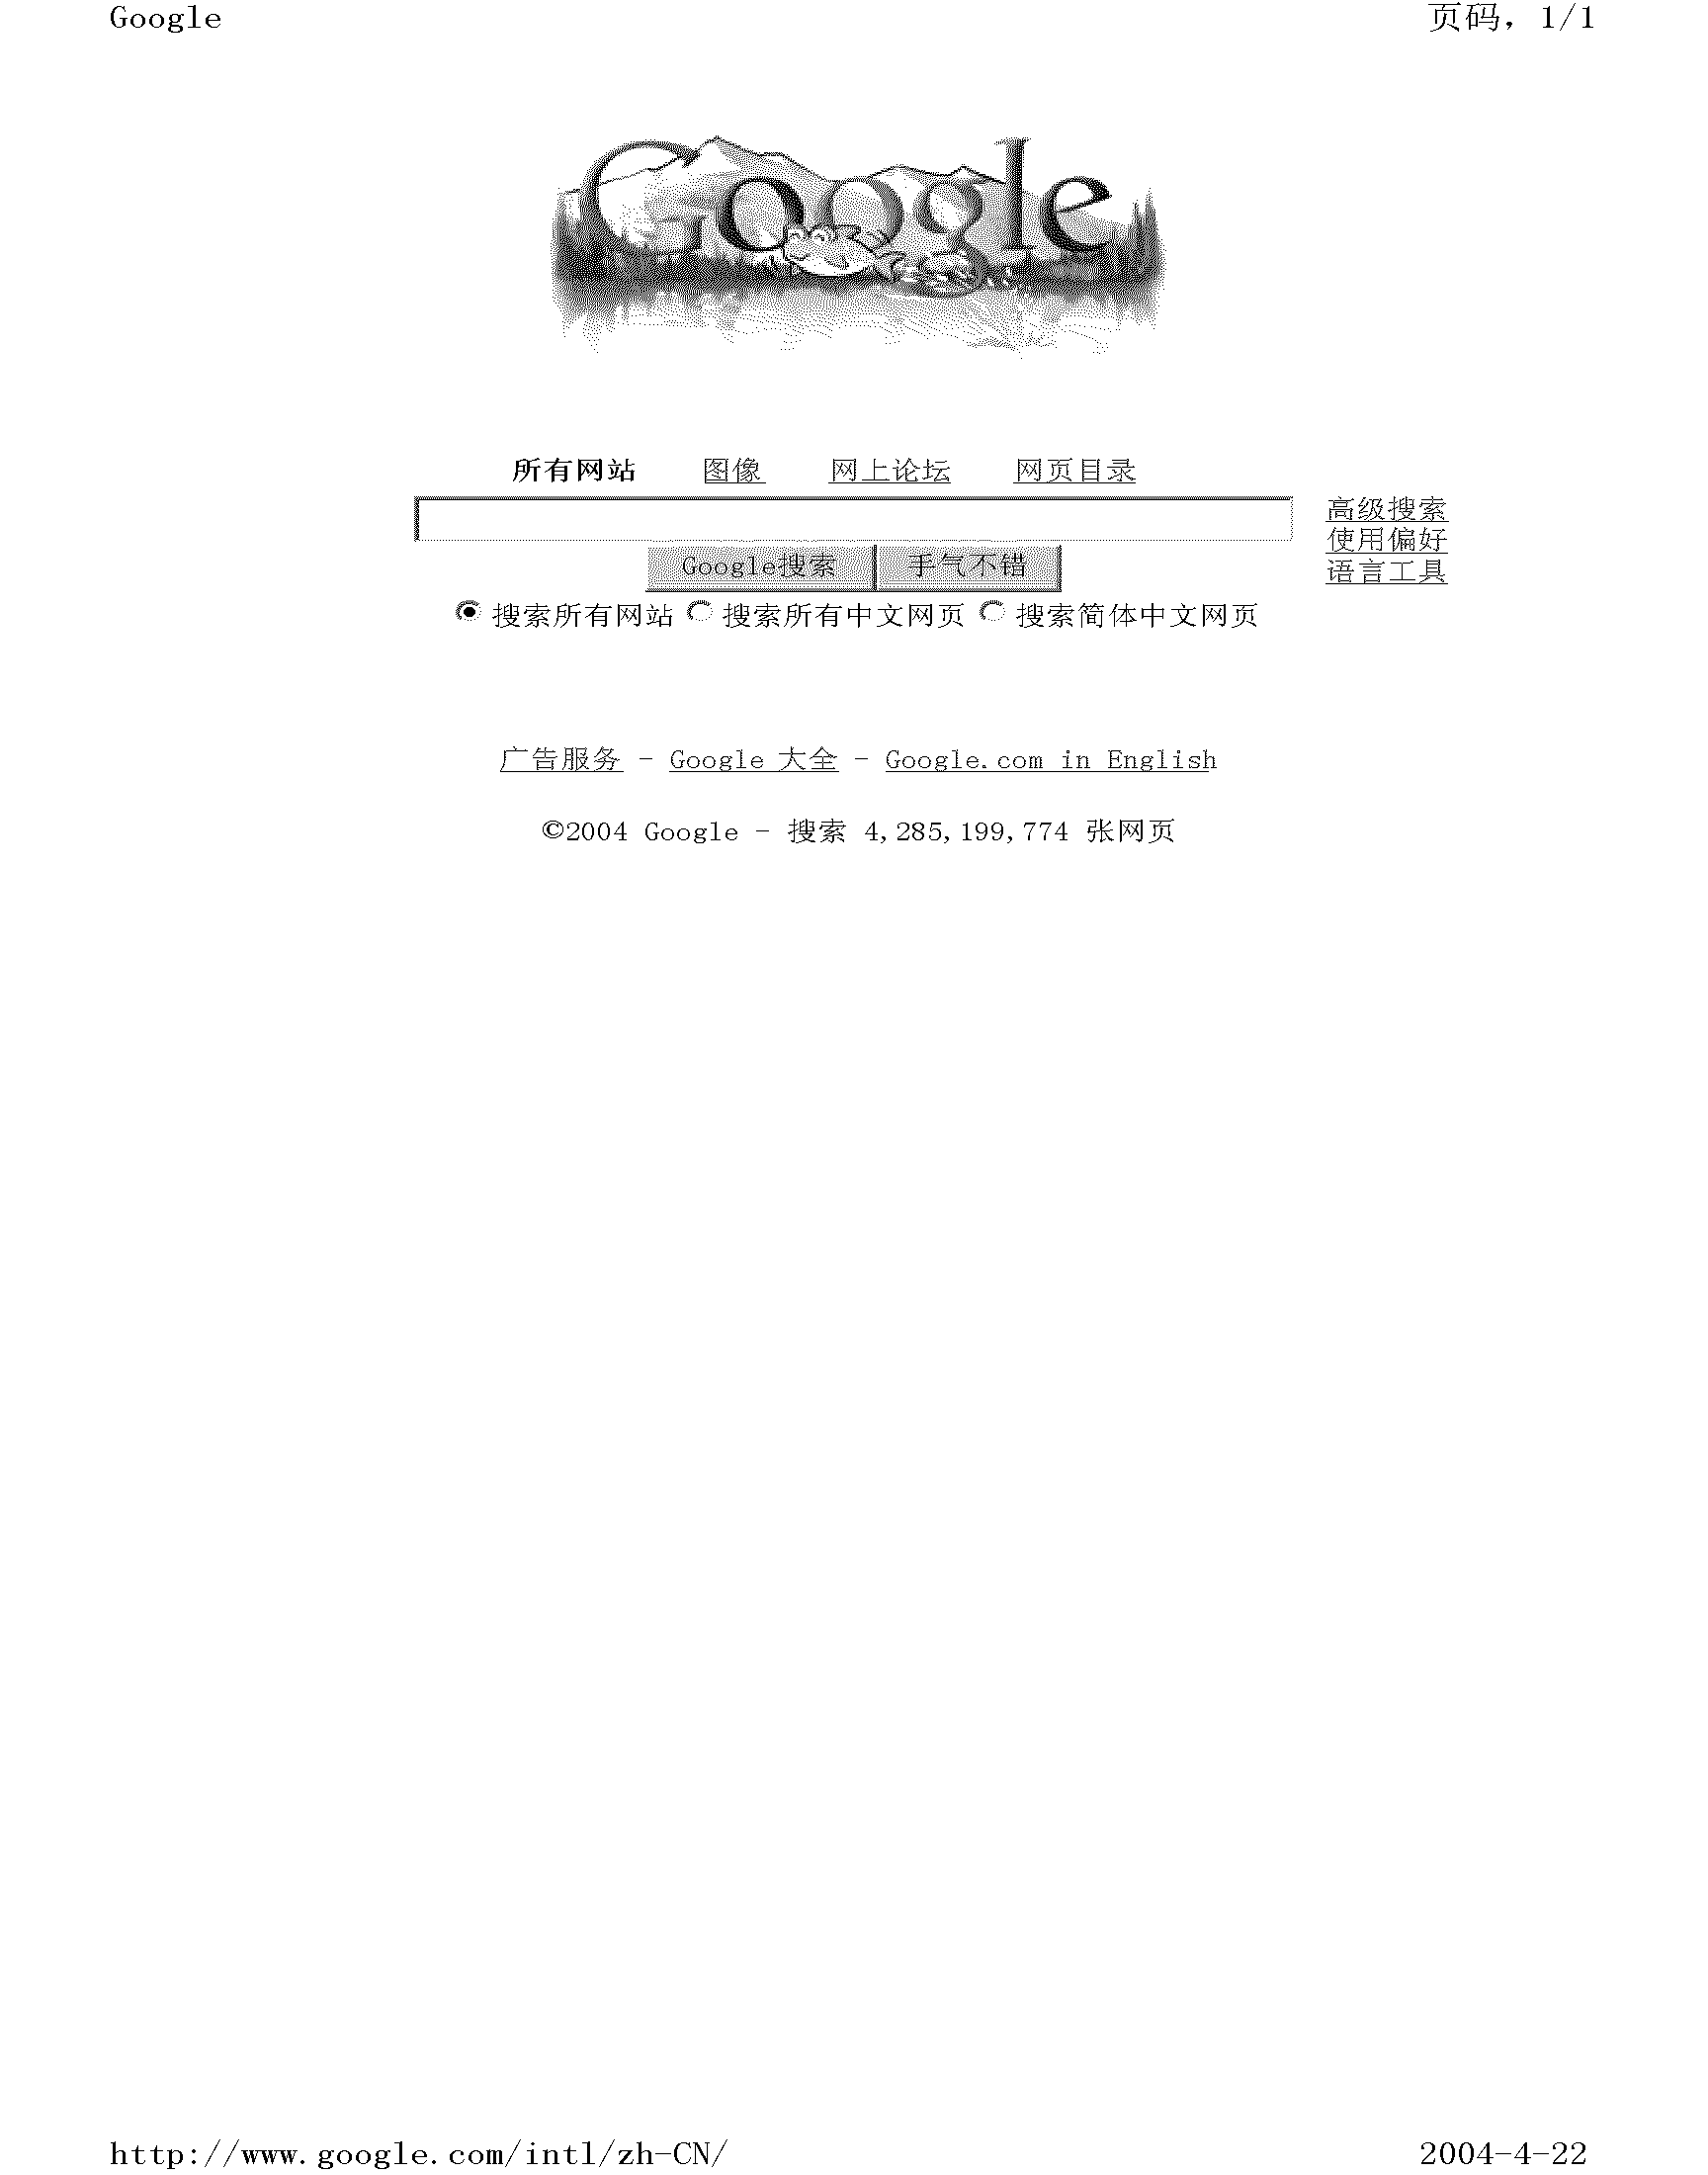 Google 页码，1/1
Google
所有网站 图像 网上论坛 网页目录
高级搜索
使用偏好
语言工具
Google搜索 手气不错
搜索所有网站 搜索所有中文网页 搜索简体中文网页
广告服务 - Google 大全 - Google.com in English
©2004 Google - 搜索 4,285,199,774 张网页
http://www.google.com/intl/zh-CN/ 2004-4-22